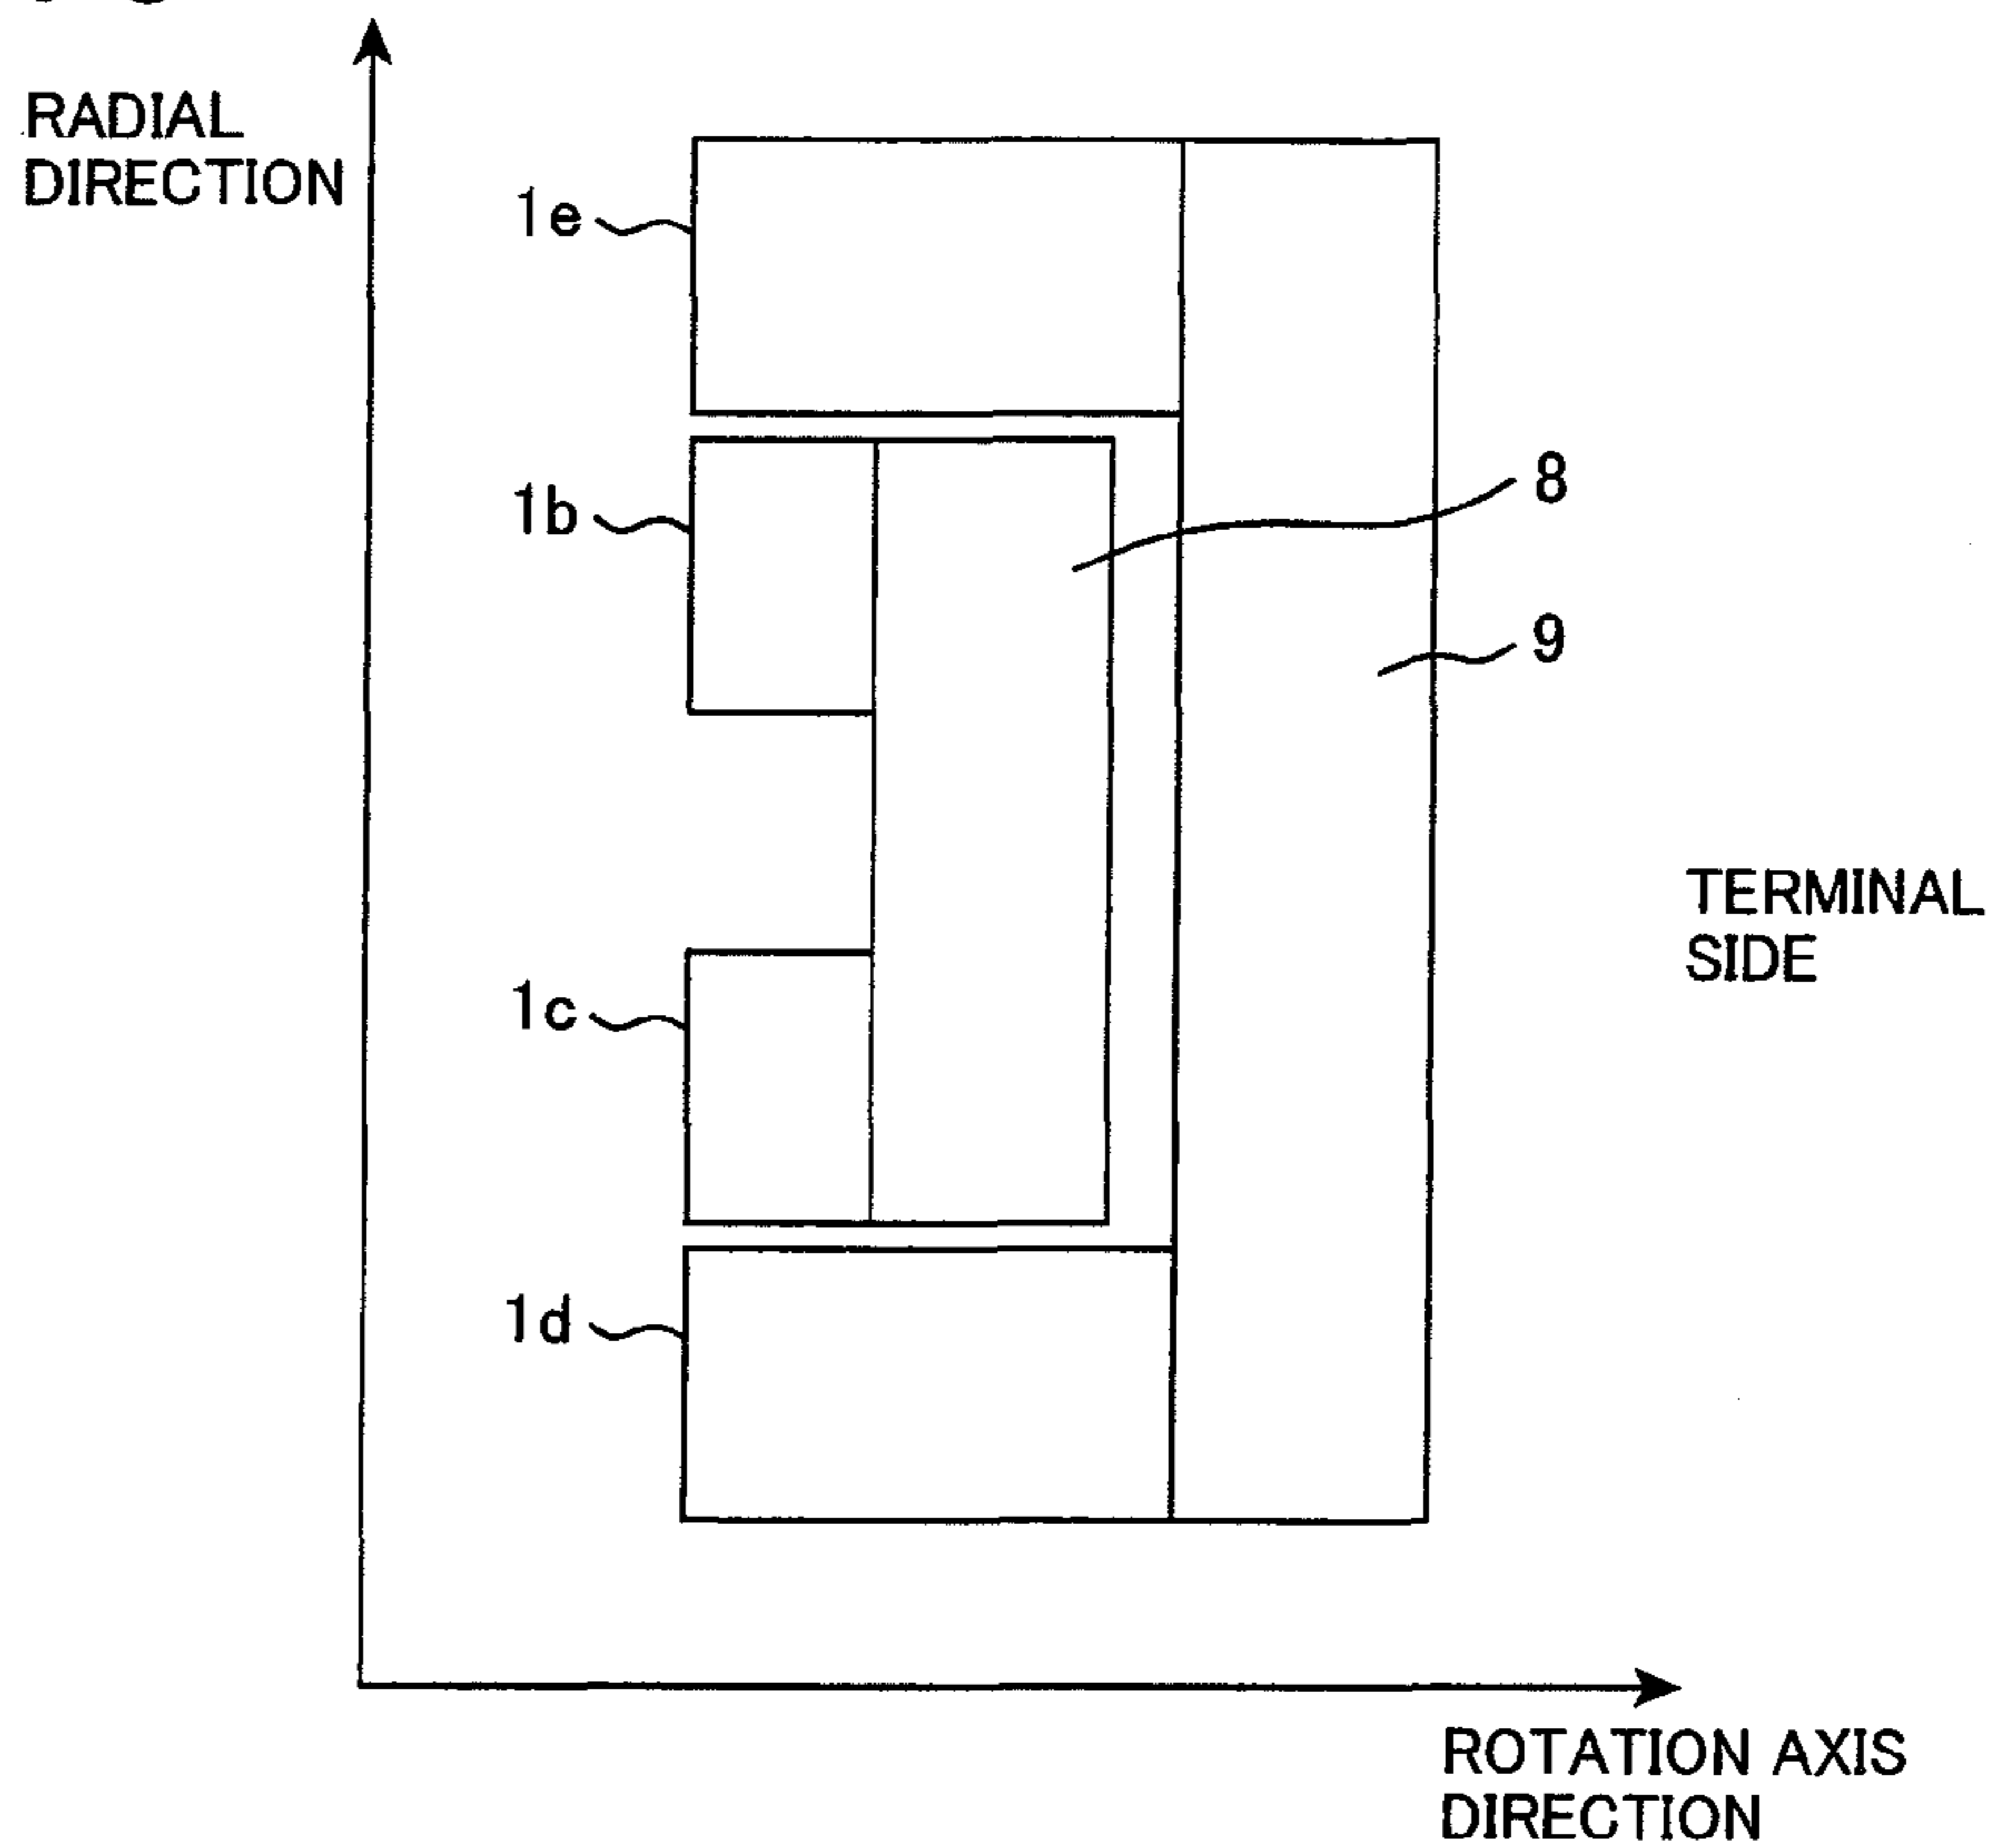 RADIAL
DIRECTION
1e
1b
8
9
TERMINAL
SIDE
1c
1d
ROTATION AXIS
DIRECTION